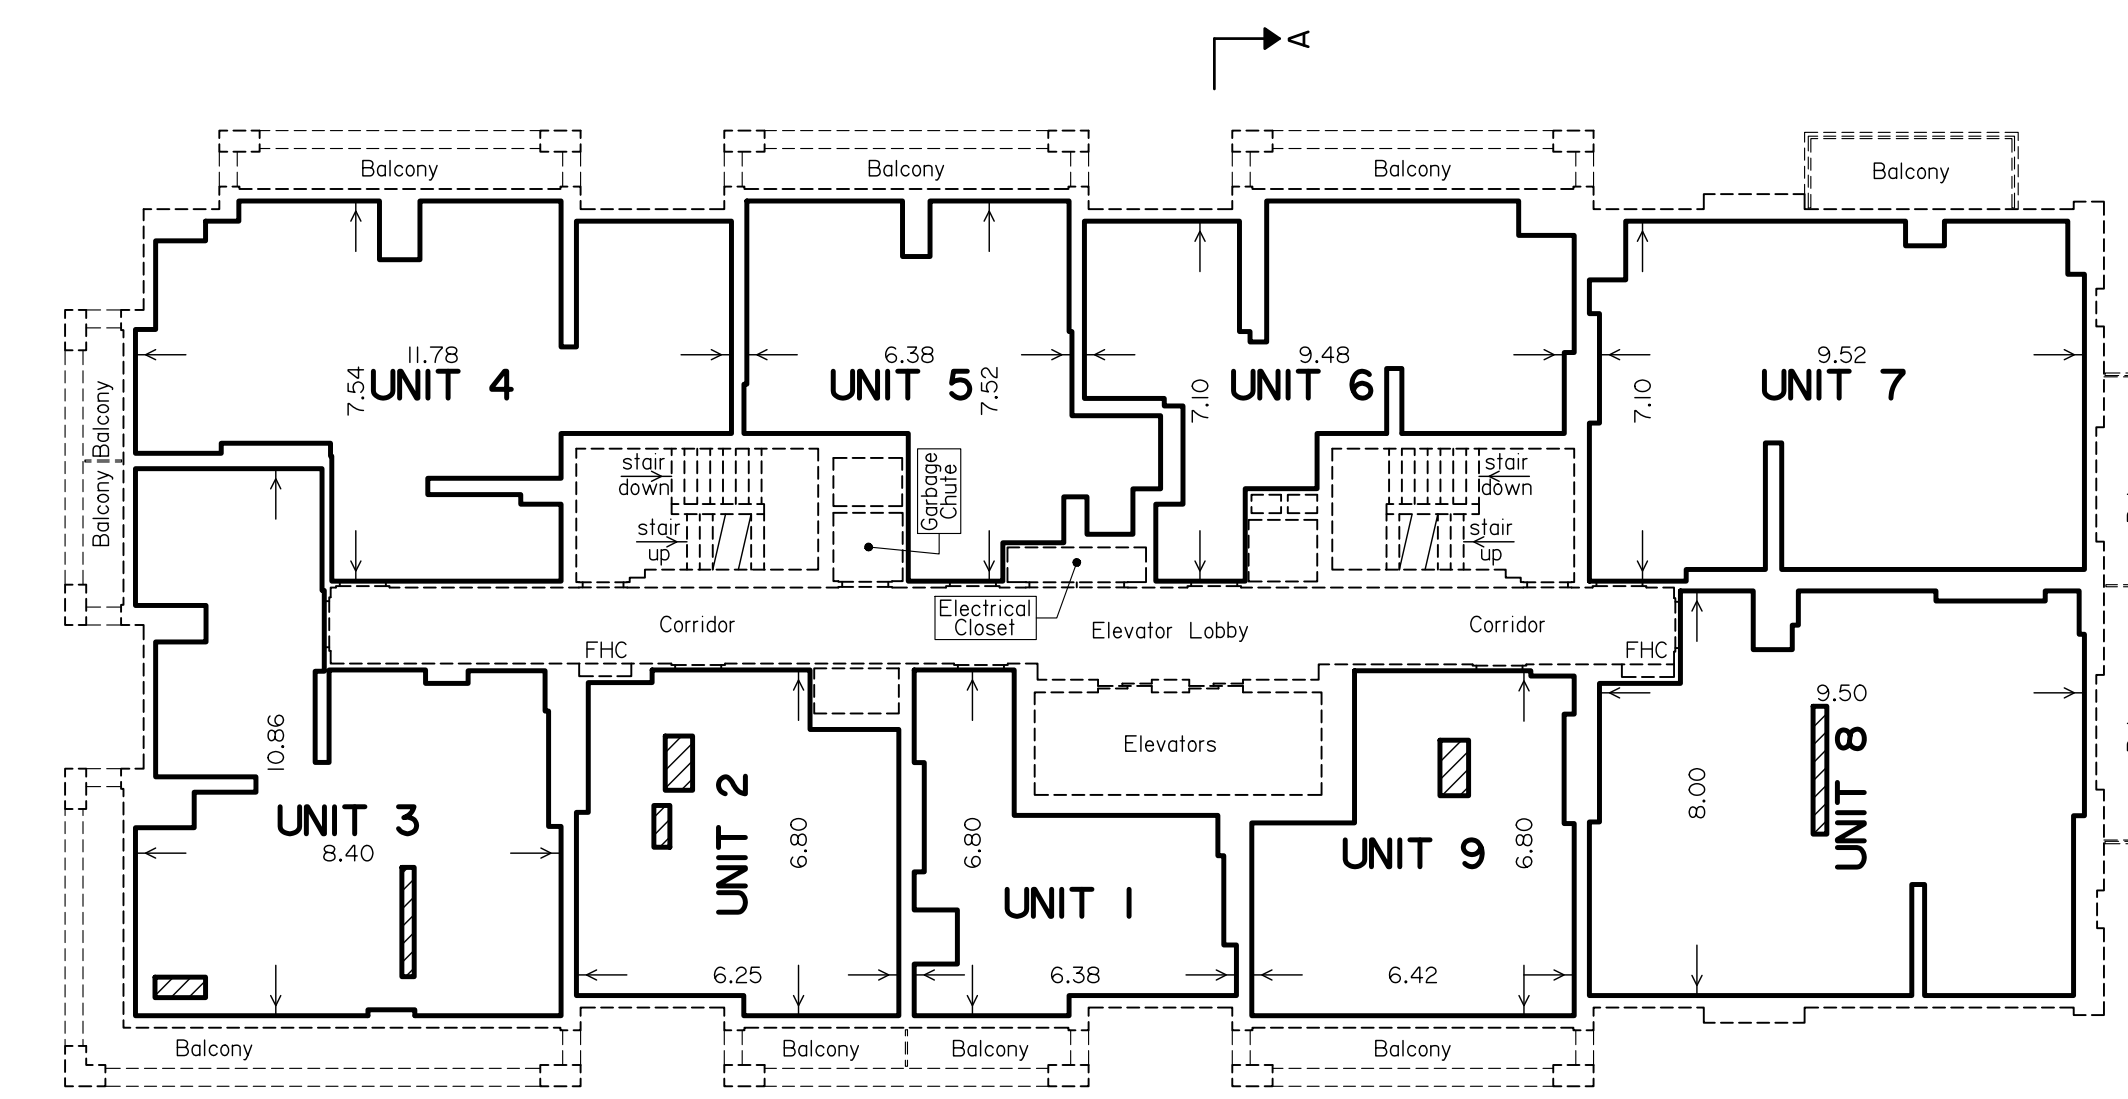 A
Balcony
Balcony
Balcony
Balcony
11.78
6.38
9.48
9.52
UNIT 4
UNIT 5
UNIT 6
UNIT 7
7.54
7.52
7.10
7.10
Balcony
Balcony
stair
down
stair
up
Garbage
Chute
stair
down
stair
up
Electrical
Closet
Corridor
Elevator Lobby
Corridor
FHC
FHC
9.50
10.86
UNIT 3
8.40
UNIT 2
6.80
6.80
Elevators
UNIT 1
UNIT 9
6.80
8.00
UNIT 8
6.25
6.38
6.42
Balcony
Balcony
Balcony
Balcony